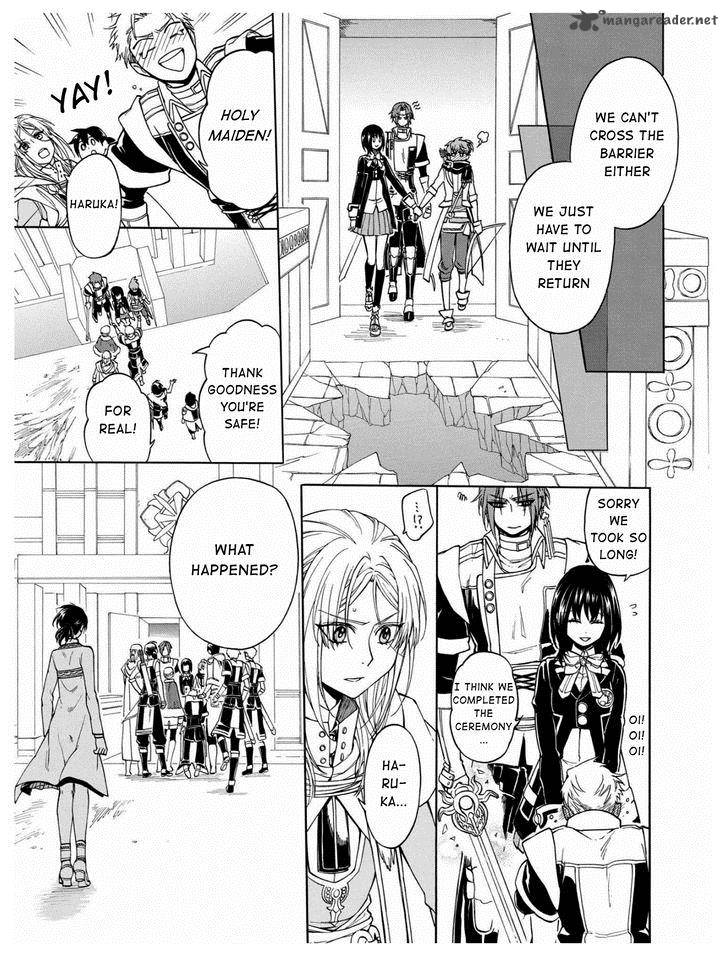 mangareader.net
WE CAN'T
CROSS THE
BARRIER
EITHER
WE JUST
HAVE TO
WAIT UNTIL
THEY
RETURN
HOLY
MAIDEN!
YAY!
HARUKA!
THANK
GOODNESS
YOU'RE
SAFE!
FOR
REAL!
SORRY
WE
TOOK SO
LONG!
I THINK WE
COMPLETED
THE
CEREMONY
...
OI!
OI!
OI!
...!?
HA-
RU-
KA...
WHAT
HAPPENED?